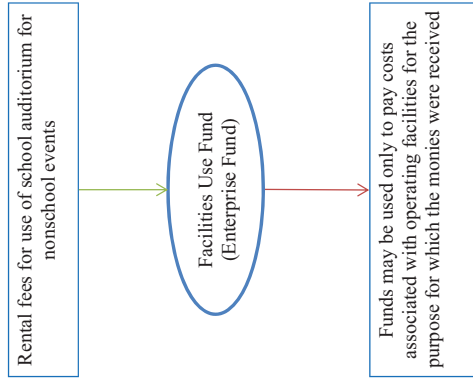 Rental fees for use of school auditorium for
nonschool events
Facilities Use Fund
(Enterprise Fund)
Funds may be used only to pay costs
associated with operating facilities for the
purpose for which the monies were received